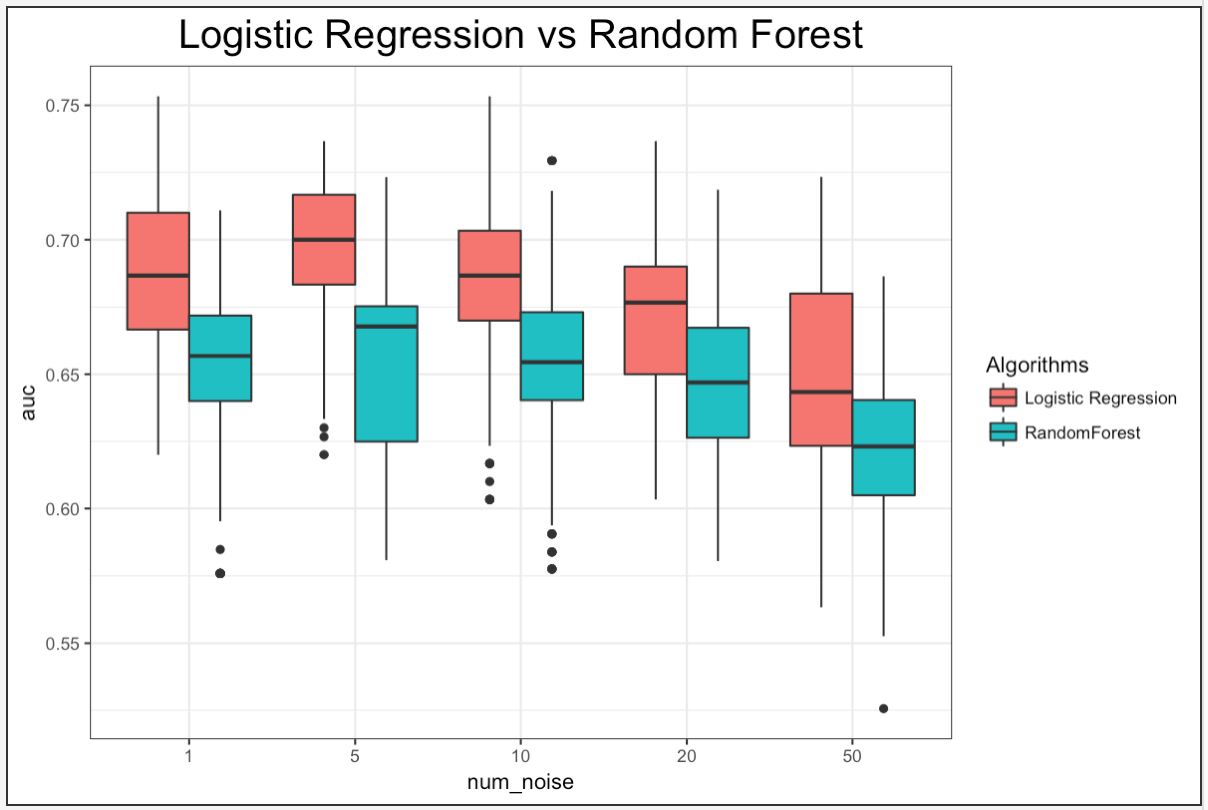 Logistic Regression vs Random Forest
0.75
0.70
0.65
0.60
0.55
auc
1 5 10 20 50
num_noise
Algorithms
Logistic Regression
RandomForest